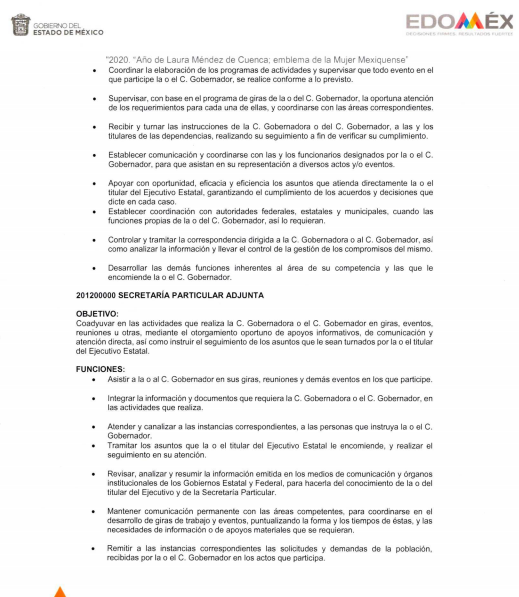 GOBIERNO DEL
ESTADO DE MÉXICO
EDOMÉX
DECISIONES FIRMES, RESULTADOS FUERTES
"2020. "Año de Laura Méndez de Cuenca; emblema de la Mujer Mexiquense"
• Coordinar la elaboración de los programas de actividades y supervisar que todo evento en el
que participe la o el C. Gobernador, se realice conforme a lo previsto.
• Supervisar, con base en el programa de giras de la o del C. Gobernador, la oportuna atención
de los requerimientos para cada una de ellas, y coordinarse con las áreas correspondientes.
• Recibir y turnar las instrucciones de la C. Gobernadora o del C. Gobernador, a las y los
titulares de las dependencias, realizando su seguimiento a fin de verificar su cumplimiento.
• Establecer comunicación y coordinarse con las y los funcionarios designados por la o el C.
Gobernador, para que asistan en su representación a diversos actos y/o eventos.
• Apoyar con oportunidad, eficacia y eficiencia los asuntos que atienda directamente la o el
titular del Ejecutivo Estatal, garantizando el cumplimiento de los acuerdos y decisiones que
dicte en cada caso.
• Establecer coordinación con autoridades federales, estatales y municipales, cuando las
funciones propias de la o del C. Gobernador, así lo requieran.
• Controlar y tramitar la correspondencia dirigida a la C. Gobernadora o al C. Gobernador, así
como analizar la información y llevar el control de la gestión de los compromisos del mismo.
• Desarrollar las demás funciones inherentes al área de su competencia y las que le
encomiende la o el C. Gobernador.
201200000 SECRETARÍA PARTICULAR ADJUNTA
OBJETIVO:
Coadyuvar en las actividades que realiza la C. Gobernadora o el C. Gobernador en giras, eventos,
reuniones u otras, mediante el otorgamiento oportuno de apoyos informativos, de comunicación y
atención directa, así como instruir el seguimiento de los asuntos que le sean turnados por la o el titular
del Ejecutivo Estatal.
FUNCIONES:
• Asistir a la o al C. Gobernador en sus giras, reuniones y demás eventos en los que participe.
• Integrar la información y documentos que requiera la C. Gobernadora o el C. Gobernador, en
las actividades que realiza.
• Atender y canalizar a las instancias correspondientes, a las personas que instruya la o el C.
Gobernador.
• Tramitar los asuntos que la o el titular del Ejecutivo Estatal le encomiende, y realizar el
seguimiento en su atención.
• Revisar, analizar y resumir la información emitida en los medios de comunicación y órganos
institucionales de los Gobiernos Estatal y Federal, para hacerla del conocimiento de la o del
titular del Ejecutivo y de la Secretaría Particular.
• Mantener comunicación permanente con las áreas competentes, para coordinarse en el
desarrollo de giras de trabajo y eventos, puntualizando la forma y los tiempos de éstas, y las
necesidades de información o de apoyos materiales que se requieran.
• Remitir a las instancias correspondientes las solicitudes y demandas de la población,
recibidas por la o el C. Gobernador en los actos que participa.